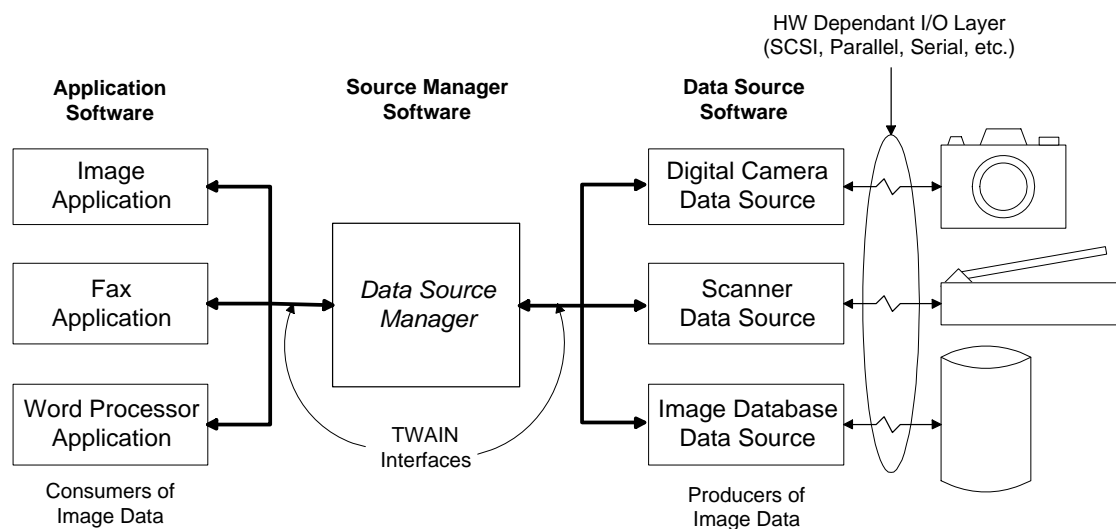 HW Dependant I/O Layer
(SCSI, Parallel, Serial, etc.)
Application
Software
Source Manager
Software
Data Source
Software
Image
Application
Fax
Application
Word Processor
Application
Data Source
Manager
Digital Camera
Data Source
Scanner
Data Source
Image Database
Data Source
TWAIN
Interfaces
Consumers of
Image Data
Producers of
Image Data